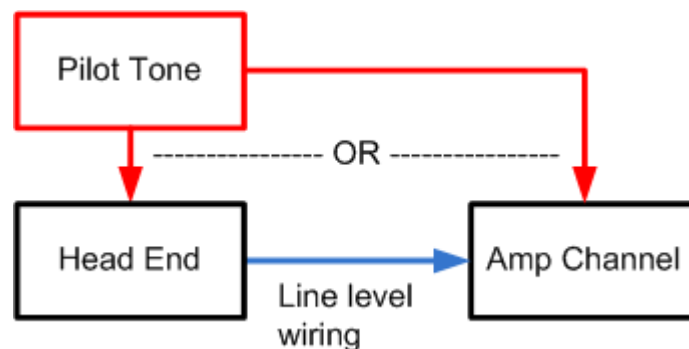 Pilot Tone
--------------- OR ---------------
Head End
Amp Channel
Line level
wiring